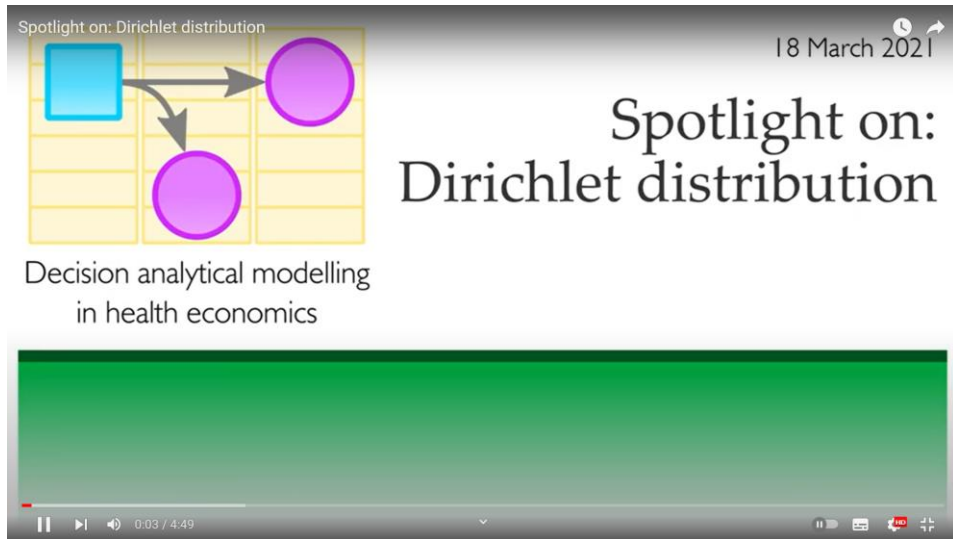 Spotlight on: Dirichlet distribution
18 March 2021
Spotlight on:
Dirichlet distribution
Decision analytical modelling
in health economics
0:03 / 4:49
HD